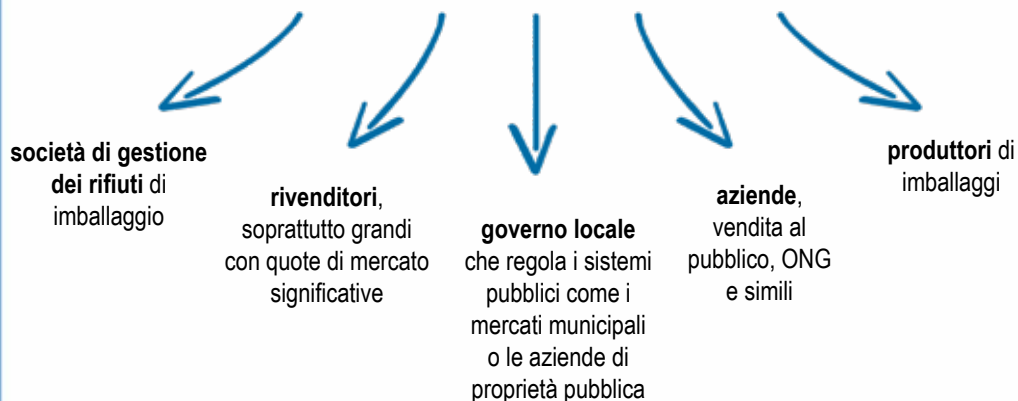 società di gestione
dei rifiuti di
imballaggio
rivenditori,
soprattutto grandi
con quote di mercato
significative
governo locale
che regola i sistemi
pubblici come i
mercati municipali
o le aziende di
proprietà pubblica
aziende,
vendita al
pubblico, ONG
e simili
produttori di
imballaggi